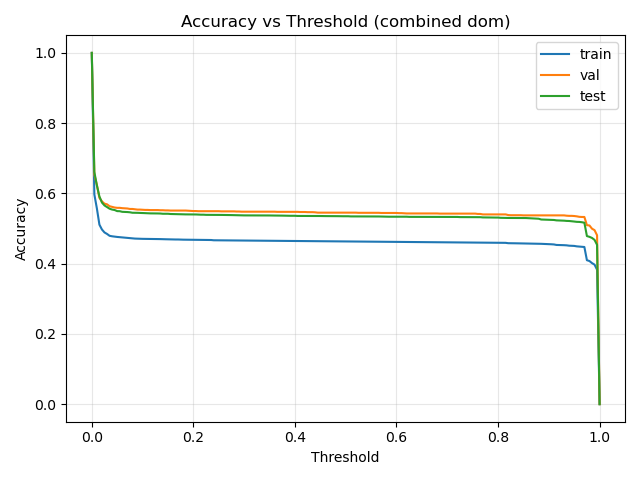 Accuracy vs Threshold (combined dom)
train
val
test
1.0
0.8
0.6
0.4
0.2
0.0
Accuracy
0.0 0.2 0.4 0.6 0.8 1.0
Threshold